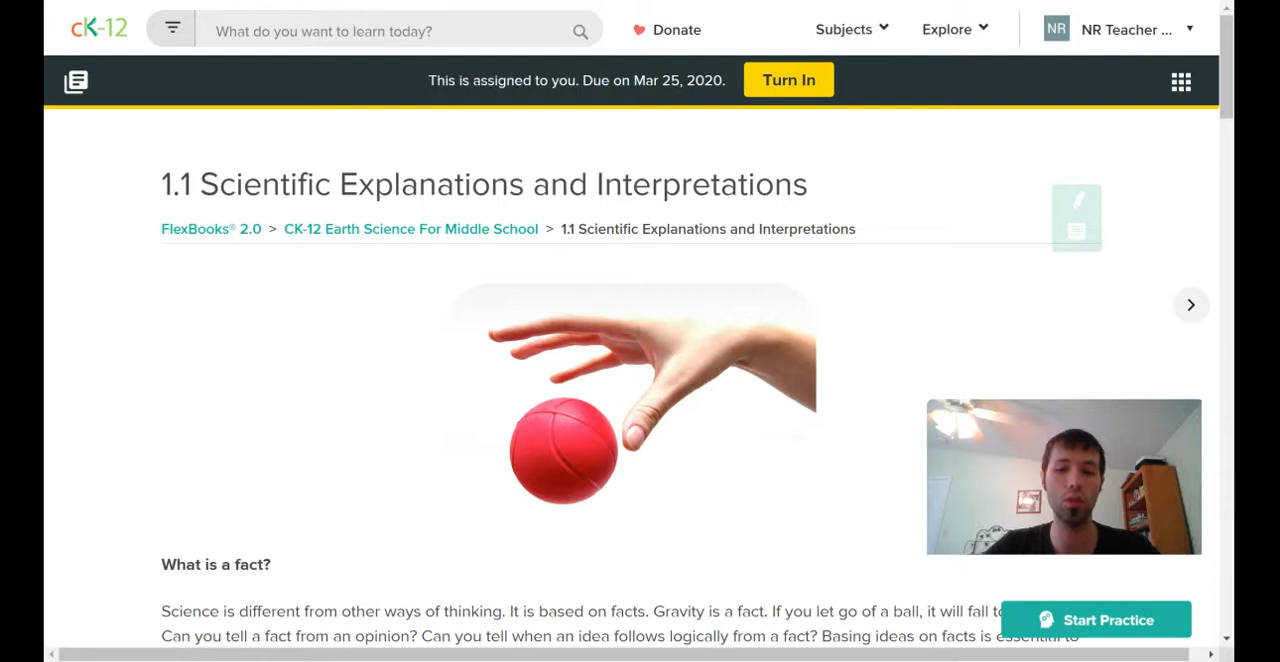 cK-12
What do you want to learn today?
Donate
Subjects
Explore
NR
NR Teacher ...
This is assigned to you. Due on Mar 25, 2020.
Turn In
1.1 Scientific Explanations and Interpretations
FlexBooks® 2.0 > CK-12 Earth Science For Middle School > 1.1 Scientific Explanations and Interpretations
What is a fact?
Science is different from other ways of thinking. It is based on facts. Gravity is a fact. If you let go of a ball, it will fall
Start Practice
Can you tell a fact from an opinion? Can you tell when an idea follows logically from a fact? Basing ideas on facts is essential to